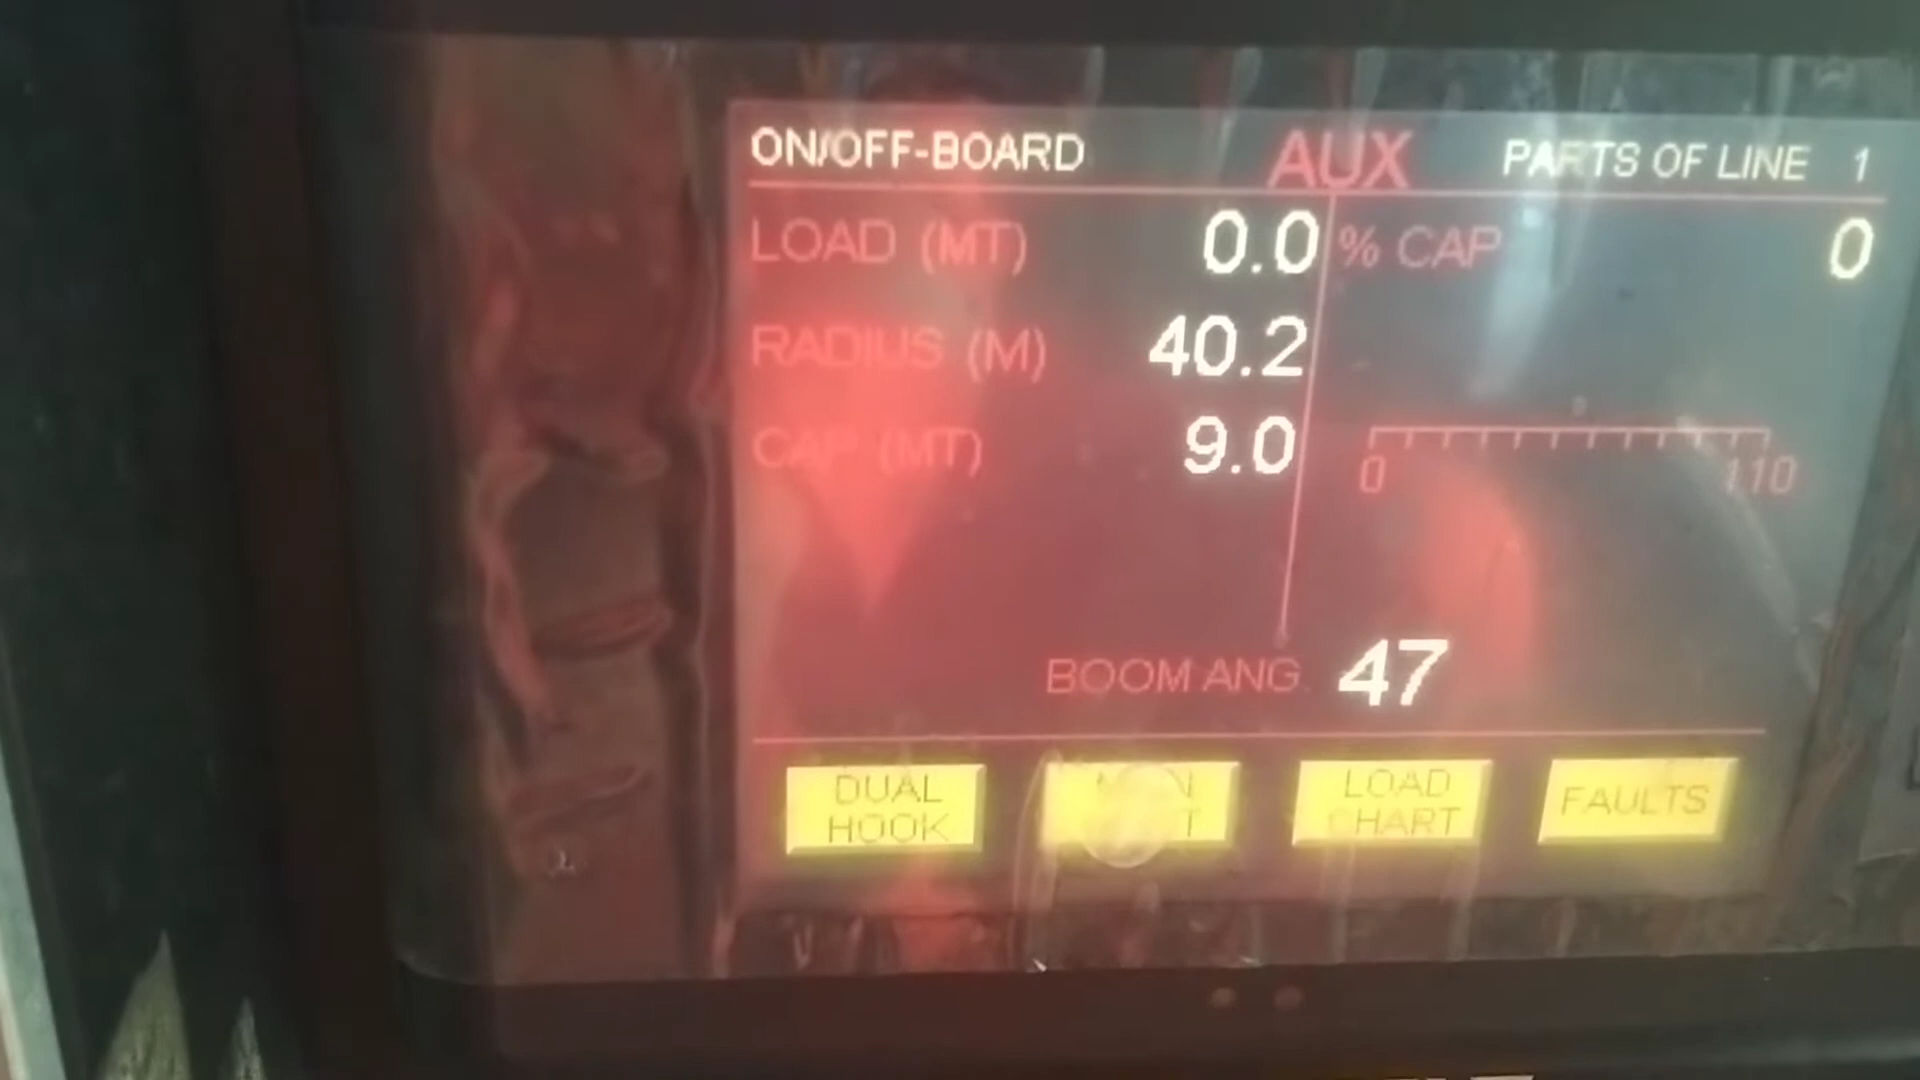 ON/OFF-BOARD AUX PARTS OF LINE 1
LOAD (MT) 0.0 % CAP 0
RADIUS (M) 40.2
CAP (MT) 9.0
0 110
BOOM ANG. 47
DUAL HOOK
LOAD CHART
FAULTS